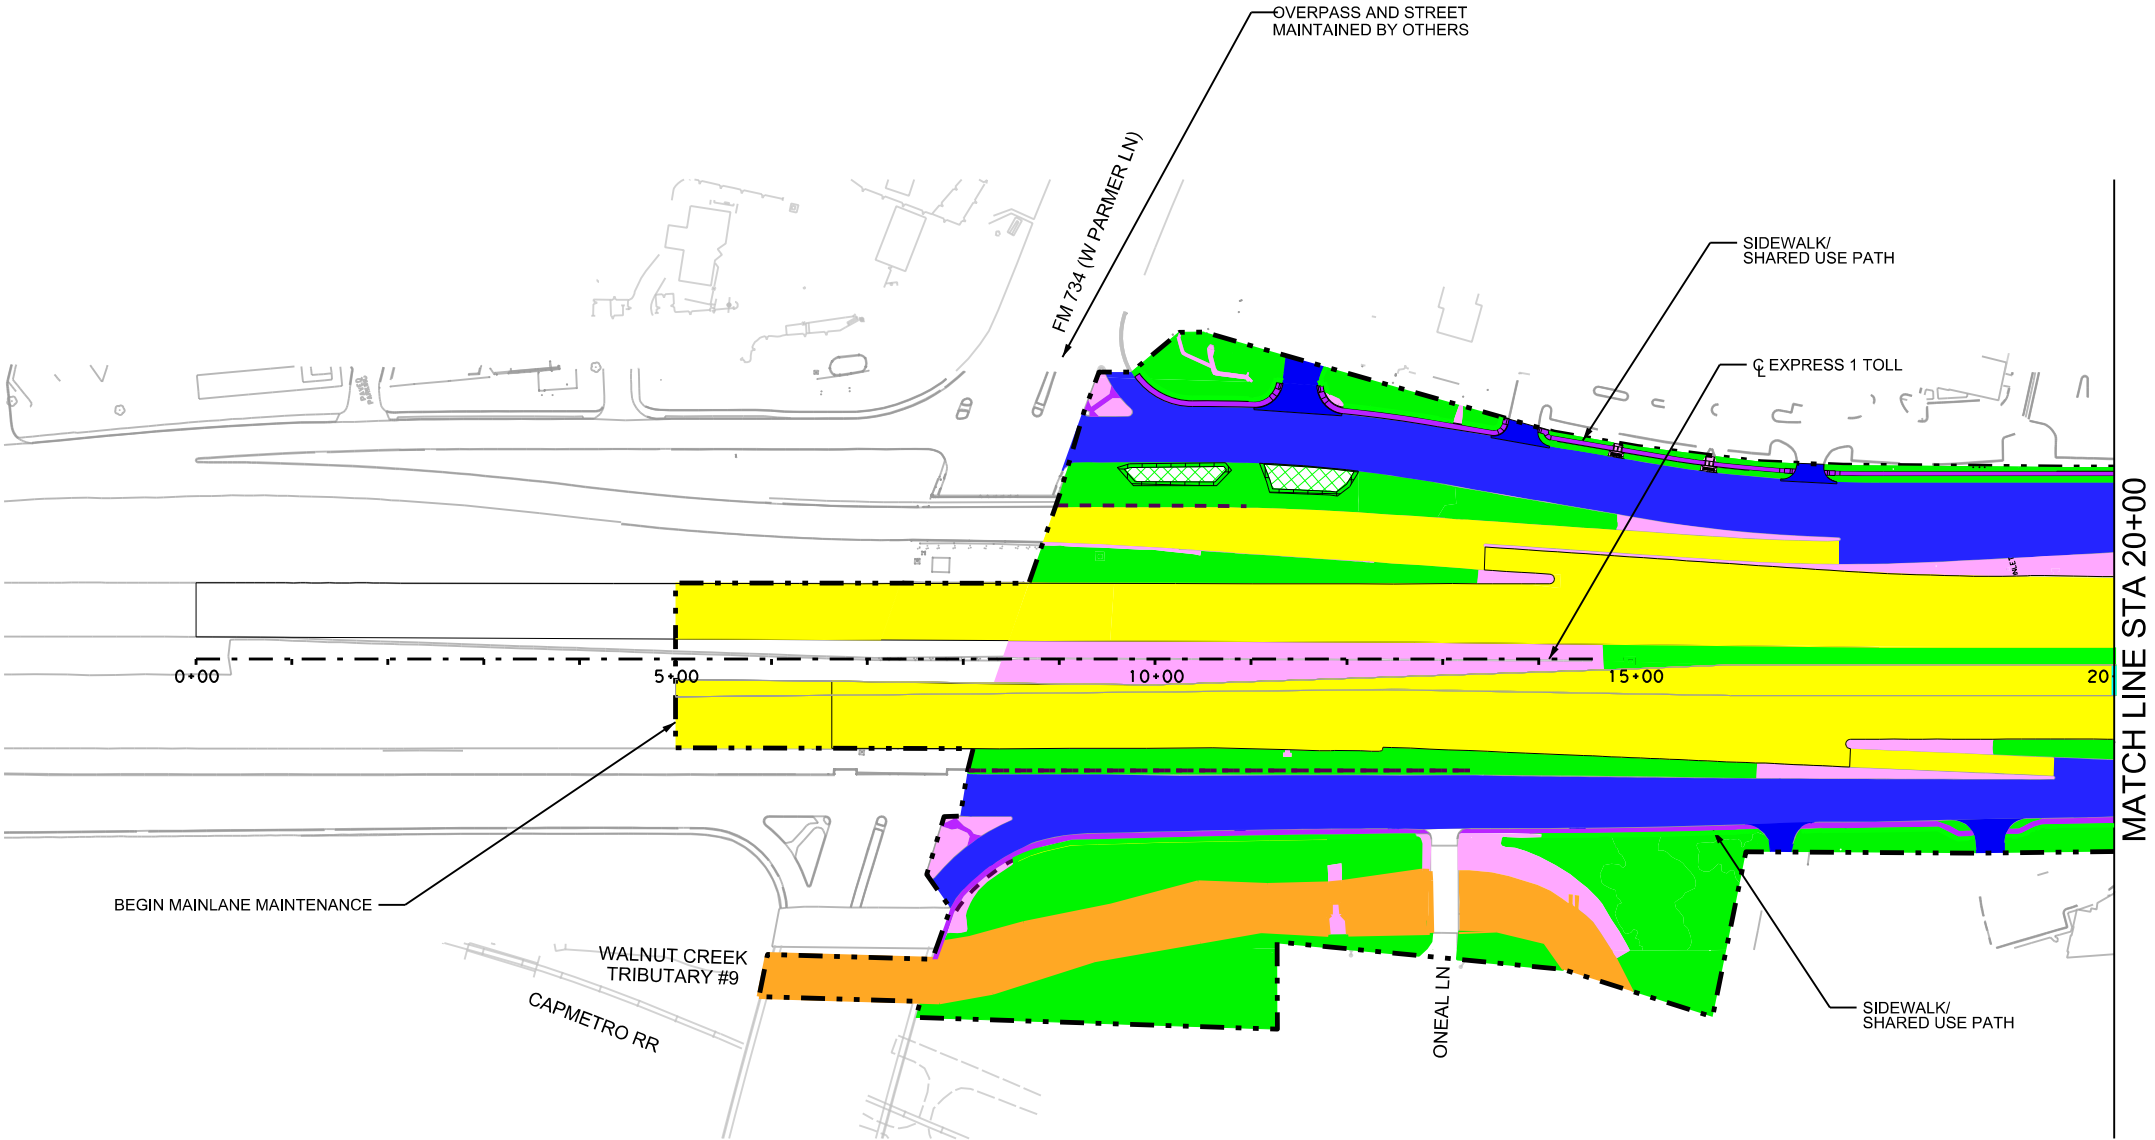 OVERPASS AND STREET
MAINTAINED BY OTHERS
FM 734 (W PARMER LN)
SIDEWALK/
SHARED USE PATH
℄ EXPRESS 1 TOLL
0+00
5+00
10+00
15+00
20
MATCH LINE STA 20+00
BEGIN MAINLANE MAINTENANCE
WALNUT CREEK
TRIBUTARY #9
CAPMETRO RR
ONEAL LN
SIDEWALK/
SHARED USE PATH